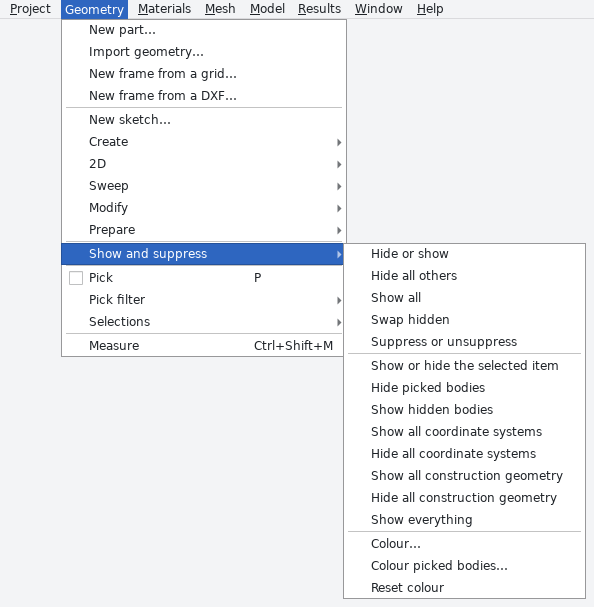 Project Geometry Materials Mesh Model Results Window Help
New part...
Import geometry...
New frame from a grid...
New frame from a DXF...
New sketch...
Create
2D
Sweep
Modify
Prepare
Show and suppress
Pick P
Pick filter
Selections
Measure Ctrl+Shift+M
Hide or show
Hide all others
Show all
Swap hidden
Suppress or unsuppress
Show or hide the selected item
Hide picked bodies
Show hidden bodies
Show all coordinate systems
Hide all coordinate systems
Show all construction geometry
Hide all construction geometry
Show everything
Colour...
Colour picked bodies...
Reset colour